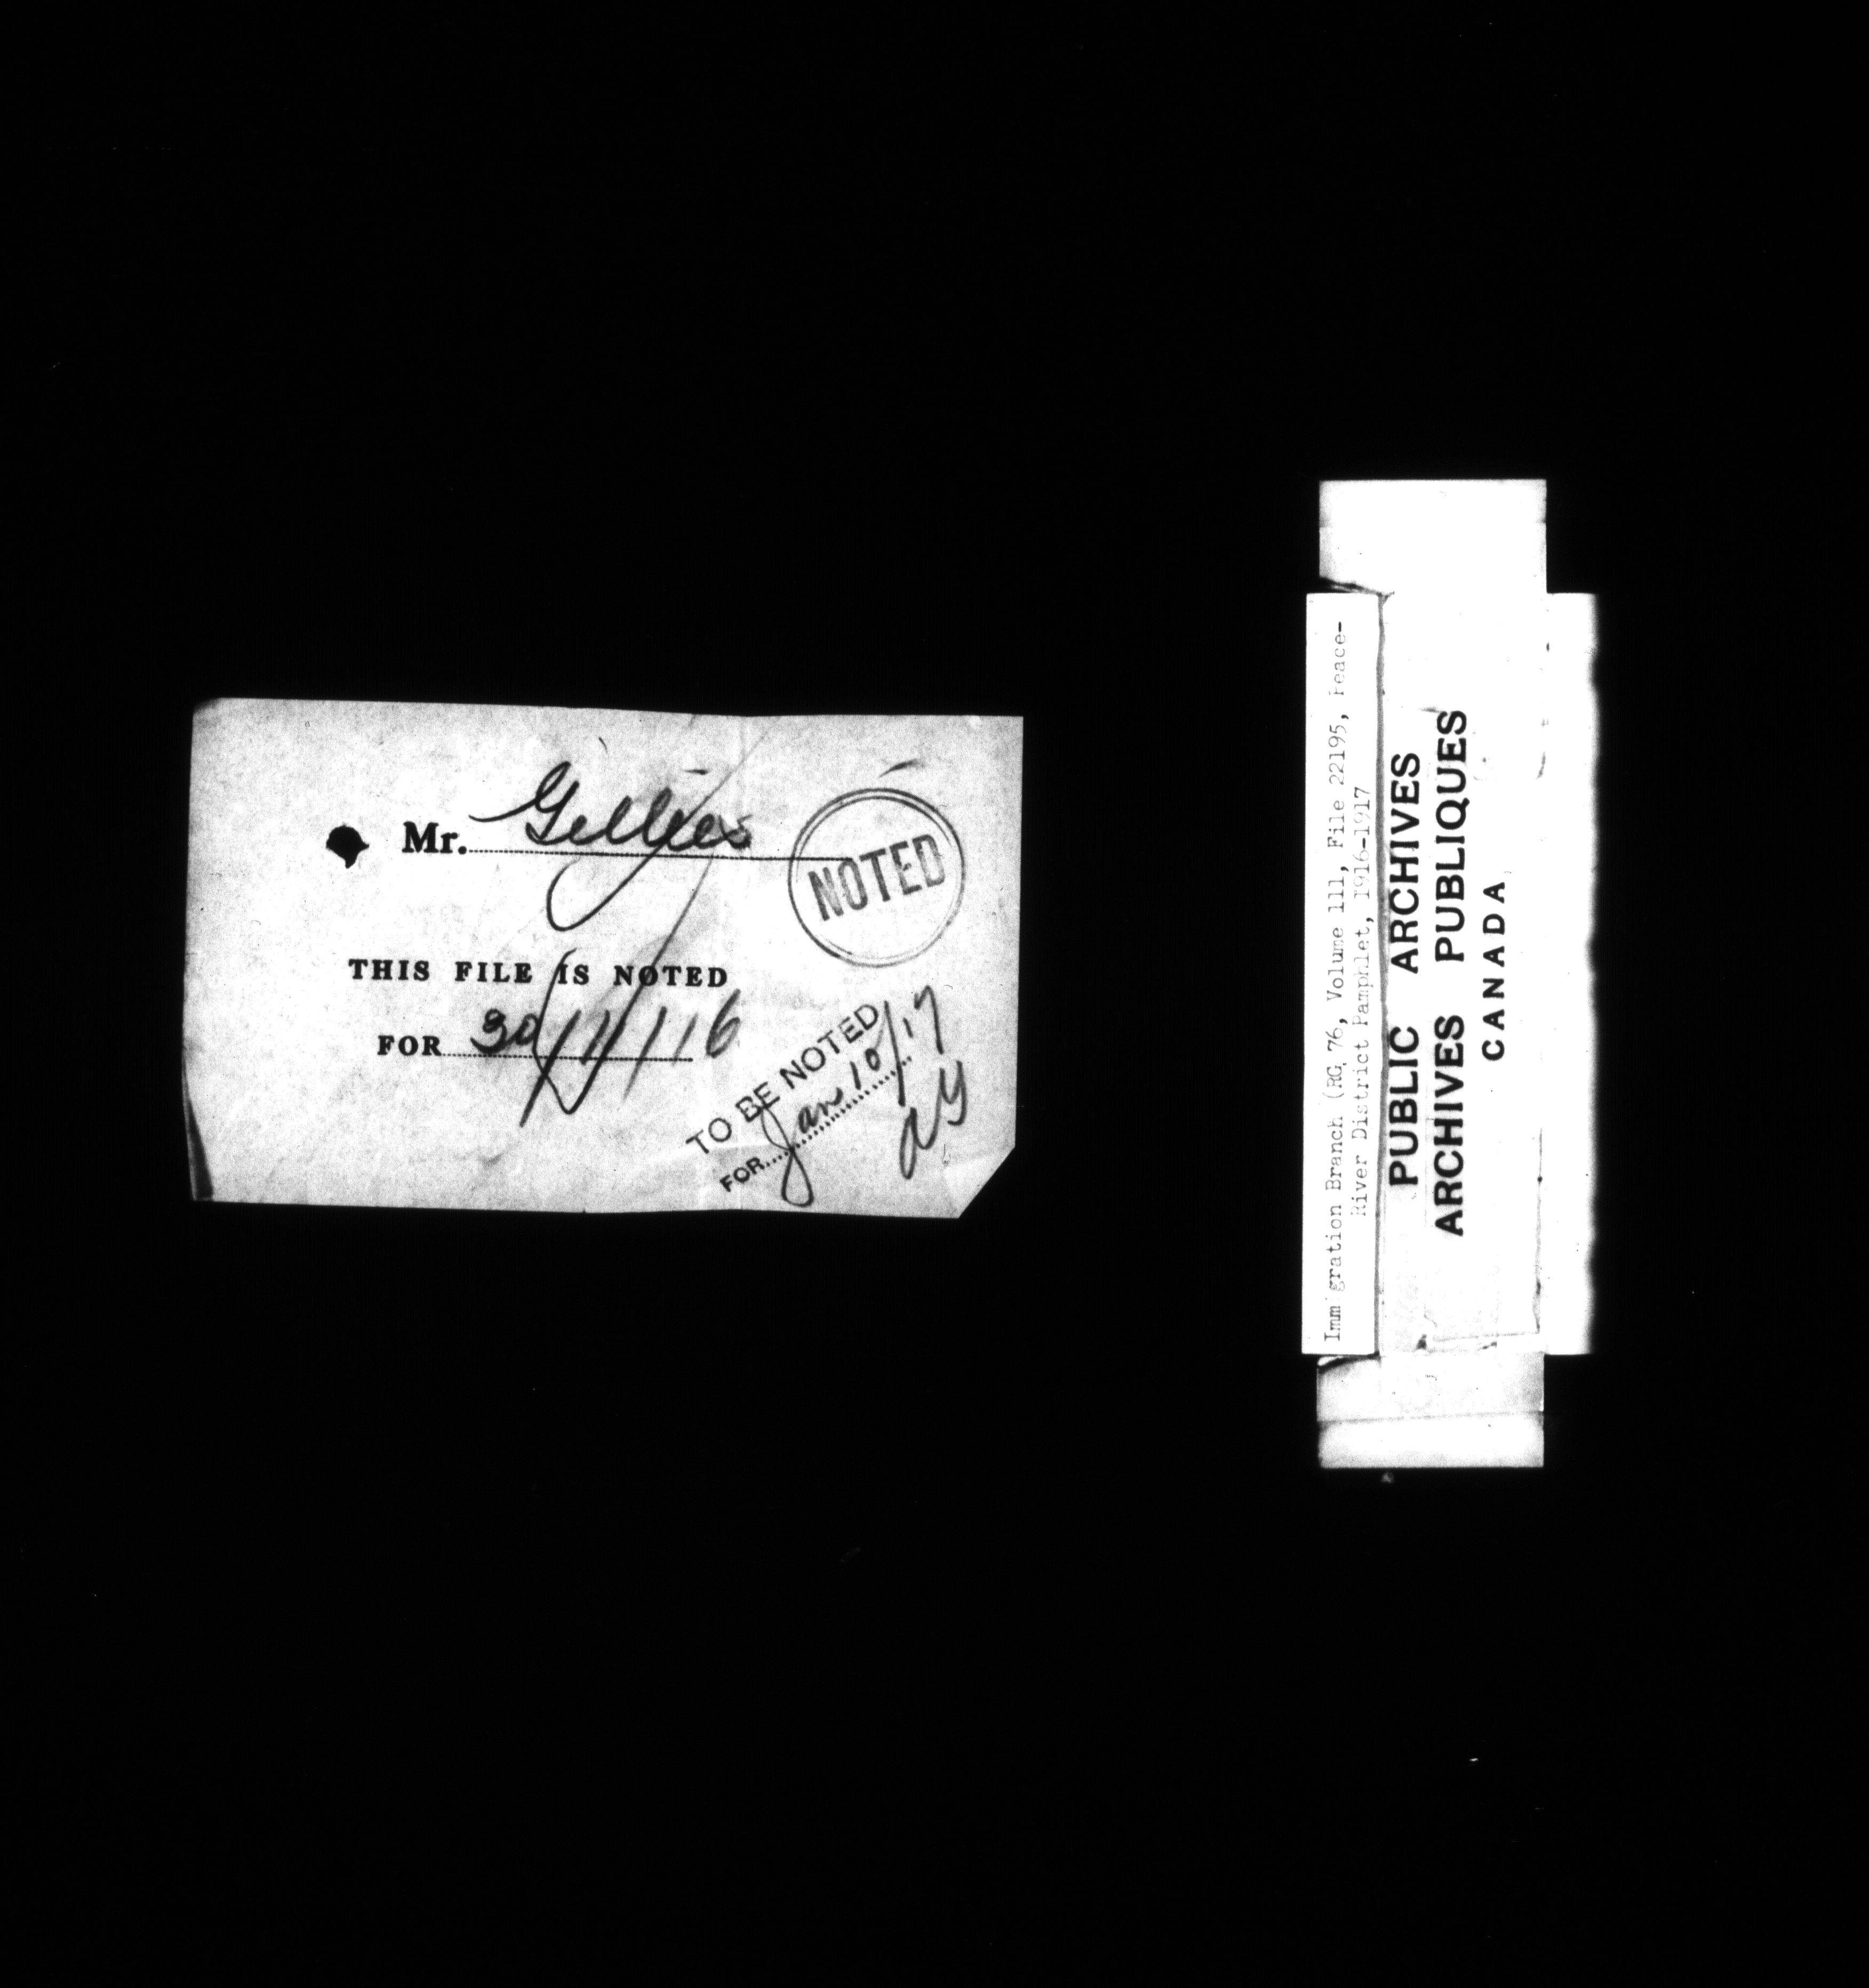 Mr. Gillies
NOTED
THIS FILE IS NOTED
FOR 30/11/16
TO BE NOTED
FOR Jan 10/17
Immigration Branch (RG 76, Volume 111, File 22195, Peace-
River District Pamphlet, 1916-1917
PUBLIC ARCHIVES
ARCHIVES PUBLIQUES
CANADA